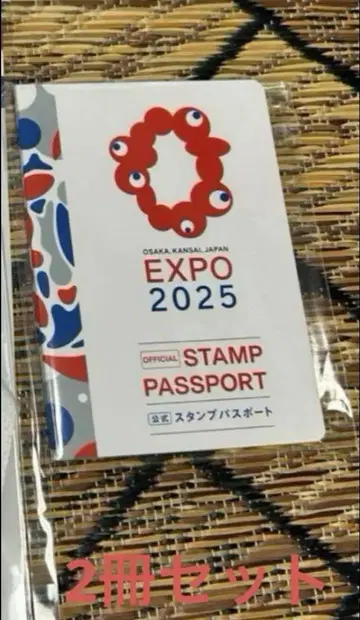 OSAKA, KANSAI, JAPAN
EXPO
2025
OFFICIAL STAMP
PASSPORT
公式 スタンプパスポート
2冊セット